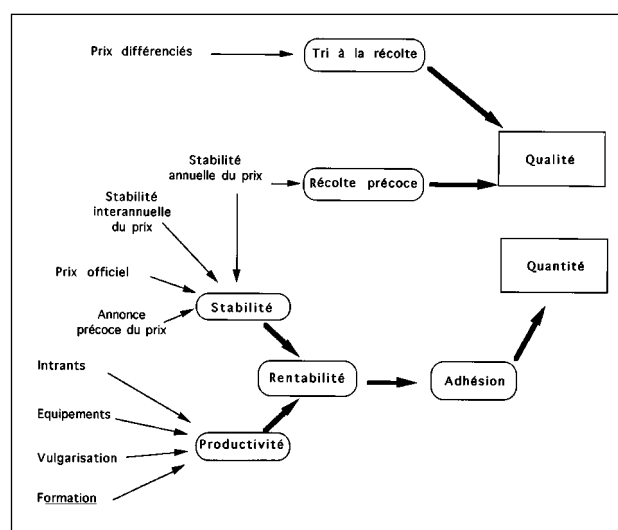 Prix différenciés
Tri à la récolte
Qualité
Stabilité
annuelle du prix
Récolte précoce
Stabilité
interannuelle
du prix
Quantité
Prix officiel
Stabilité
Annonce
précoce du prix
Intrants
Rentabilité
Adhésion
Equipements
Productivité
Vulgarisation
Formation